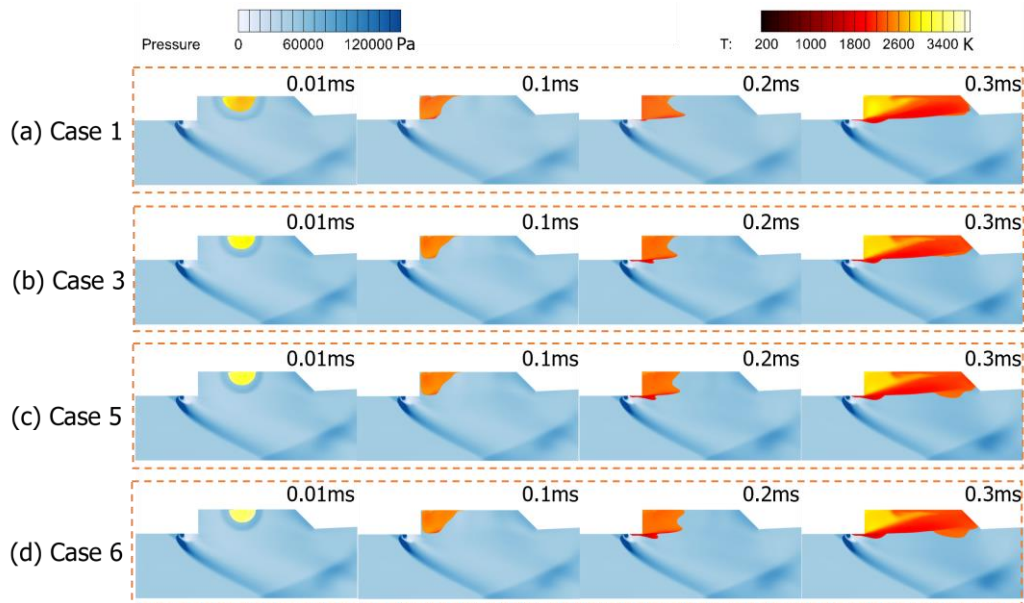 Pressure 0 60000 120000 Pa
T: 200 1000 1800 2600 3400 K
(a) Case 1
0.01ms 0.1ms 0.2ms 0.3ms
(b) Case 3
0.01ms 0.1ms 0.2ms 0.3ms
(c) Case 5
0.01ms 0.1ms 0.2ms 0.3ms
(d) Case 6
0.01ms 0.1ms 0.2ms 0.3ms